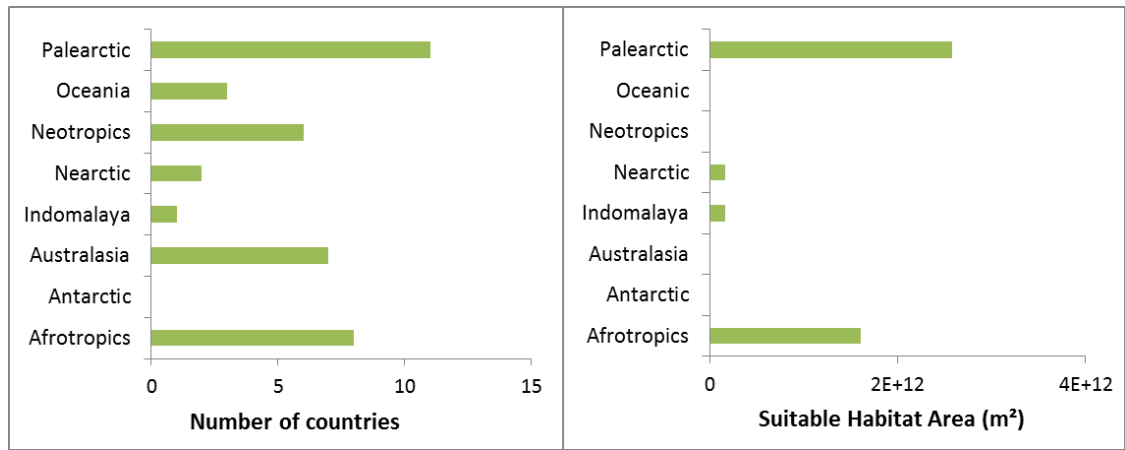 Palearctic
Oceania
Neotropics
Nearctic
Indomalaya
Australasia
Antarctic
Afrotropics
0 5 10 15
Number of countries
Palearctic
Oceanic
Neotropics
Nearctic
Indomalaya
Australasia
Antarctic
Afrotropics
0 2E+12 4E+12
Suitable Habitat Area (m²)